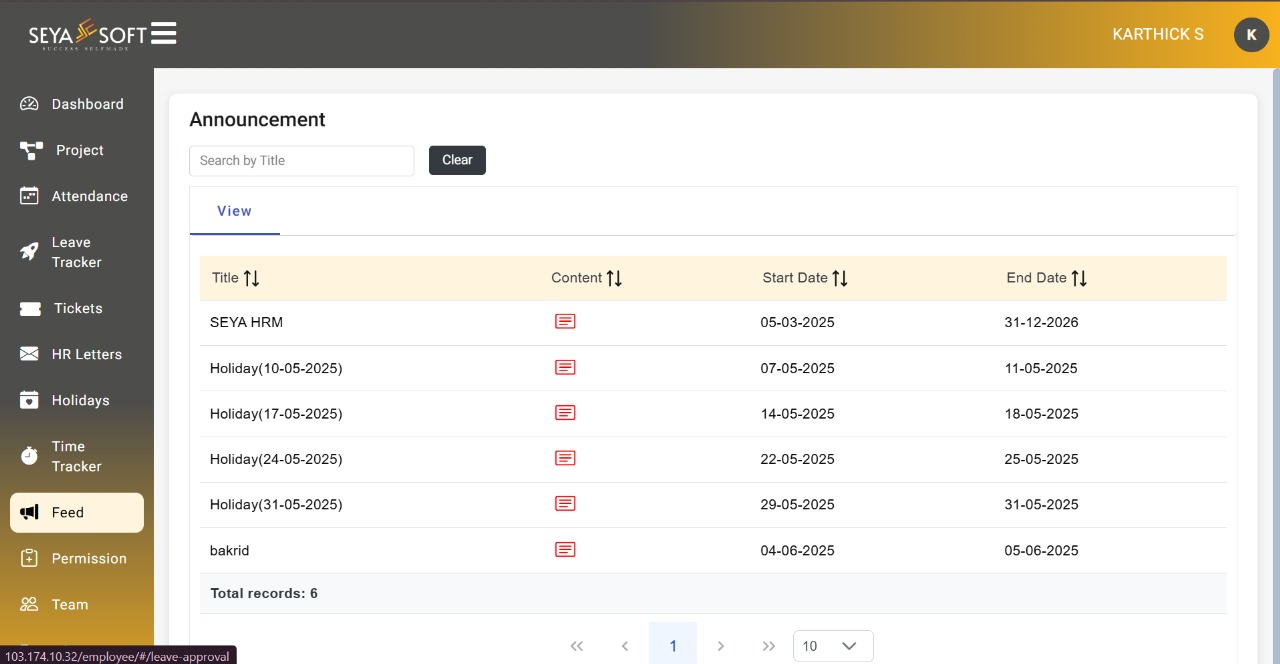 SEYA SOFT
SUCCESS SELFMADE
KARTHICK S
K
Dashboard
Project
Attendance
Leave
Tracker
Tickets
HR Letters
Holidays
Time
Tracker
Feed
Permission
Team
103.174.10.32/employee/#/leave-approval
Announcement
Search by Title
Clear
View
Title Content Start Date End Date
SEYA HRM 05-03-2025 31-12-2026
Holiday(10-05-2025) 07-05-2025 11-05-2025
Holiday(17-05-2025) 14-05-2025 18-05-2025
Holiday(24-05-2025) 22-05-2025 25-05-2025
Holiday(31-05-2025) 29-05-2025 31-05-2025
bakrid 04-06-2025 05-06-2025
Total records: 6
1
10